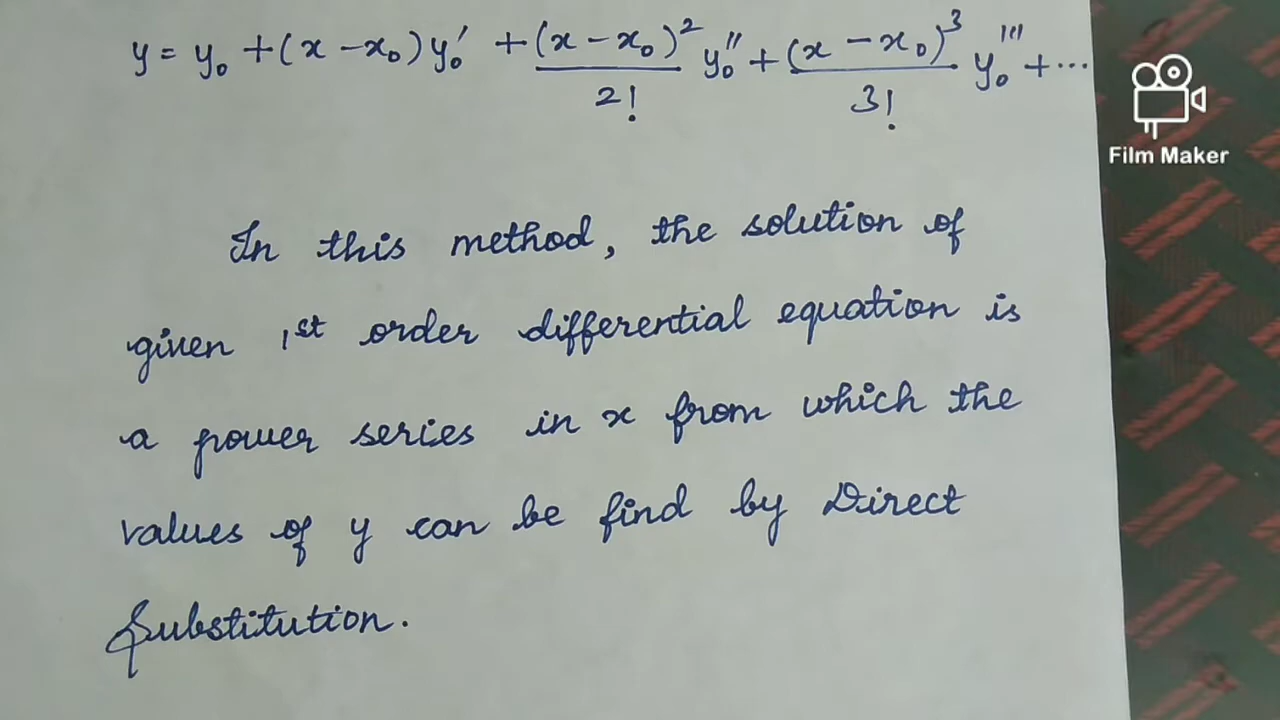 y = y₀ + (x - x₀) y₀′ + (x - x₀)²/2! y₀″ + (x - x₀)³/3! y₀‴ + ...
Film Maker
In this method, the solution of
given 1st order differential equation is
a power series in x from which the
values of y can be find by Direct
Substitution.